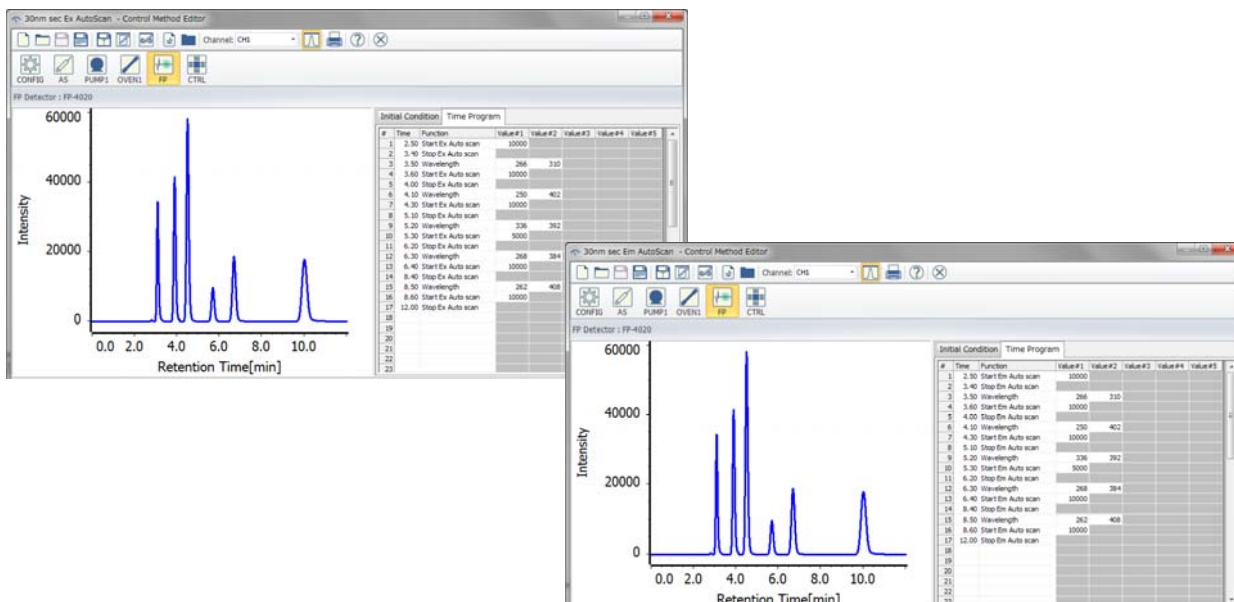 30nm sec Ex AutoScan - Control Method Editor
Channel: CH1
CONFIG AS PUMP1 OVEN1 FP CTRL
FP Detector : FP-4020
60000
40000
20000
0
Intensity
0.0 2.0 4.0 6.0 8.0 10.0
Retention Time[min]
Initial Condition Time Program
# Time Function Value#1 Value#2 Value#3 Value#4 Value#5
1 2.50 Start Ex Auto scan 10000
2 3.40 Stop Ex Auto scan
3 3.50 Wavelength 266 310
4 3.60 Start Ex Auto scan 10000
5 4.00 Stop Ex Auto scan
6 4.10 Wavelength 250 402
7 4.30 Start Ex Auto scan 10000
8 5.10 Stop Ex Auto scan
9 5.20 Wavelength 336 392
10 5.30 Start Ex Auto scan 5000
11 6.20 Stop Ex Auto scan
12 6.30 Wavelength 268 384
13 6.40 Start Ex Auto scan 10000
14 8.40 Stop Ex Auto scan
15 8.50 Wavelength 262 408
16 8.60 Start Ex Auto scan 10000
17 12.00 Stop Ex Auto scan
18
19
20
21
22
23
30nm sec Em AutoScan - Control Method Editor
Channel: CH1
CONFIG AS PUMP1 OVEN1 FP CTRL
FP Detector : FP-4020
60000
40000
20000
0
Intensity
0.0 2.0 4.0 6.0 8.0 10.0
Retention Time[min]
Initial Condition Time Program
# Time Function Value#1 Value#2 Value#3 Value#4 Value#5
1 2.50 Start Em Auto scan 10000
2 3.40 Stop Em Auto scan
3 3.50 Wavelength 266 310
4 3.60 Start Em Auto scan 10000
5 4.00 Stop Em Auto scan
6 4.10 Wavelength 250 402
7 4.30 Start Em Auto scan 10000
8 5.10 Stop Em Auto scan
9 5.20 Wavelength 336 392
10 5.30 Start Em Auto scan 5000
11 6.20 Stop Em Auto scan
12 6.30 Wavelength 268 384
13 6.40 Start Em Auto scan 10000
14 8.40 Stop Em Auto scan
15 8.50 Wavelength 262 408
16 8.60 Start Em Auto scan 10000
17 12.00 Stop Em Auto scan
18
19
20
21
22